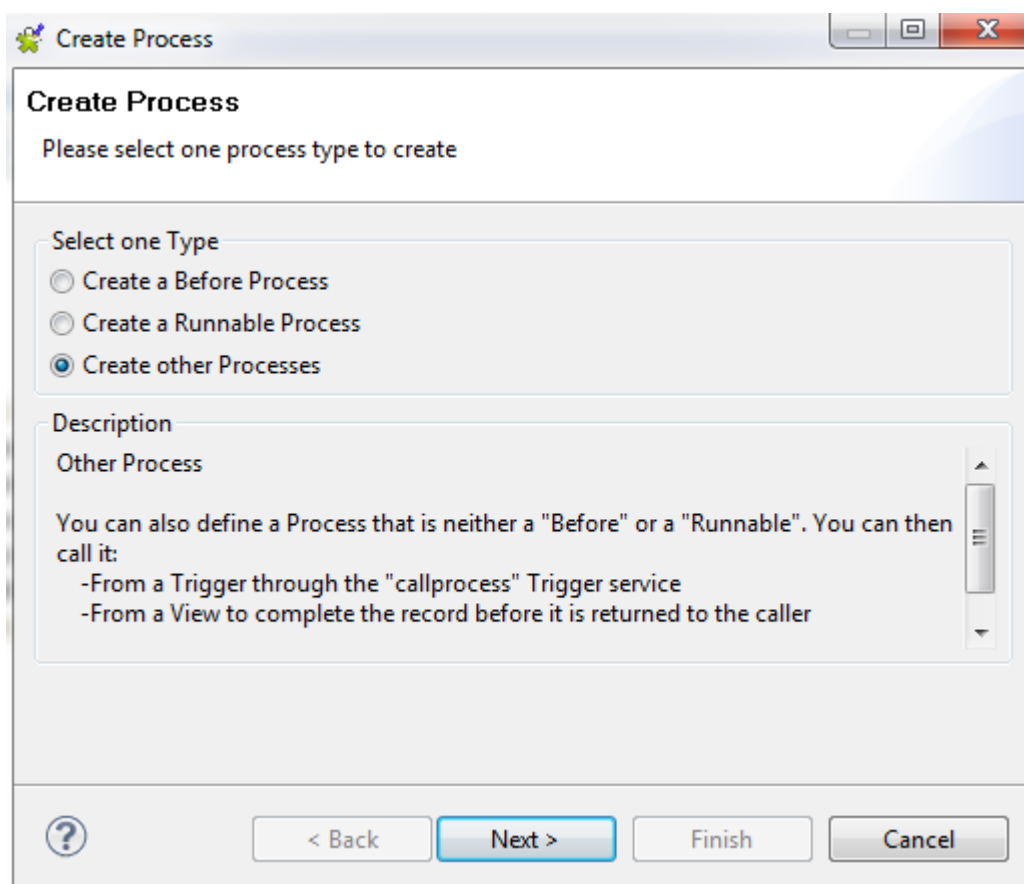 Create Process
Create Process
Please select one process type to create
Select one Type
Create a Before Process
Create a Runnable Process
Create other Processes
Description
Other Process
You can also define a Process that is neither a "Before" or a "Runnable". You can then
call it:
-From a Trigger through the "callprocess" Trigger service
-From a View to complete the record before it is returned to the caller
?
< Back
Next >
Finish
Cancel